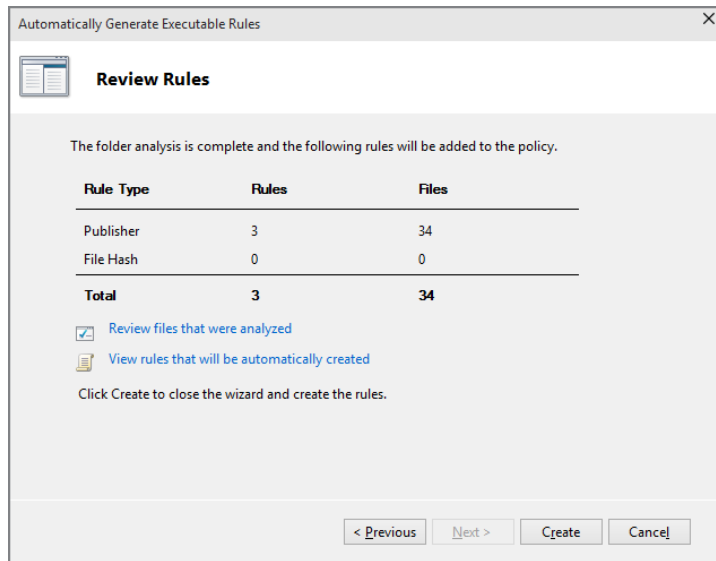 Automatically Generate Executable Rules
Review Rules
The folder analysis is complete and the following rules will be added to the policy.
Rule Type Rules Files
Publisher 3 34
File Hash 0 0
Total 3 34
Review files that were analyzed
View rules that will be automatically created
Click Create to close the wizard and create the rules.
< Previous Next > Create Cancel